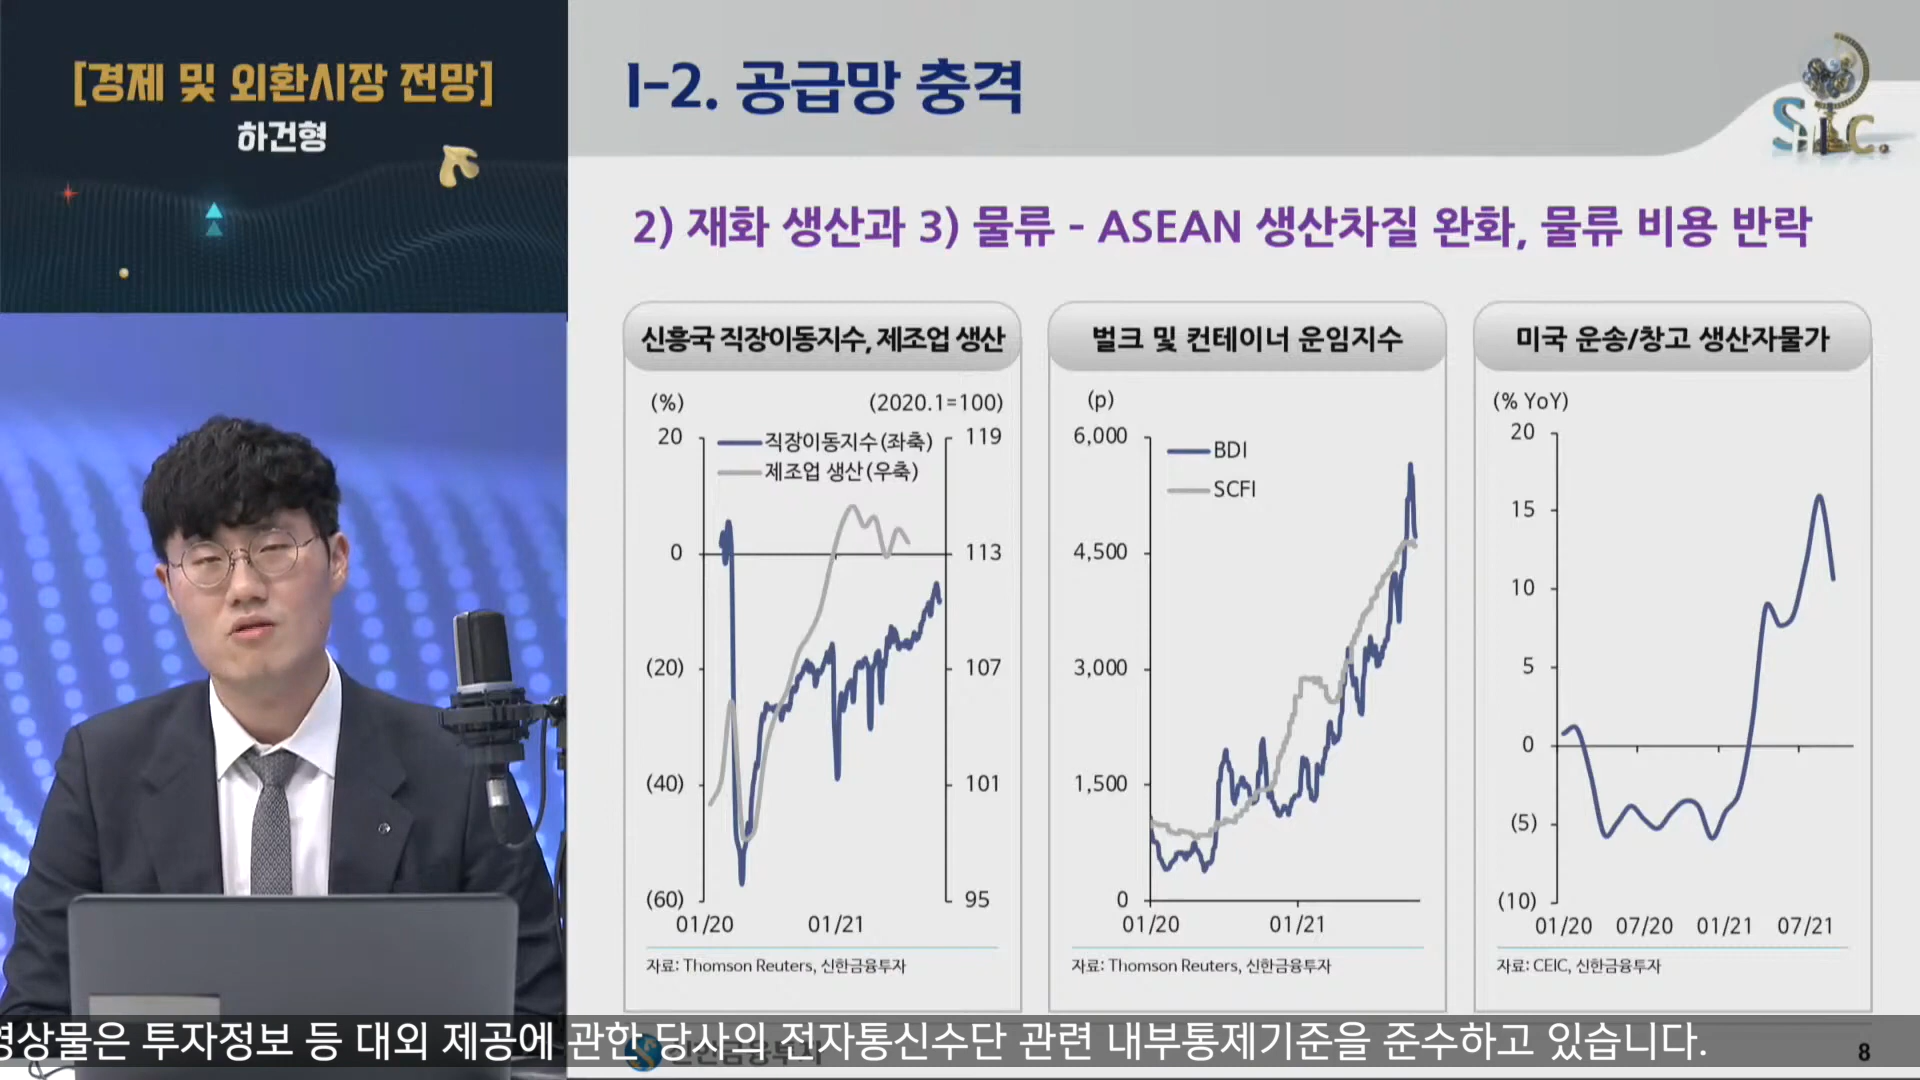 [경제 및 외환시장 전망]
하건형
I-2. 공급망 충격
2) 재화 생산과 3) 물류 - ASEAN 생산차질 완화, 물류 비용 반락
신흥국 직장이동지수, 제조업 생산
(%)
(2020.1=100)
20
0
(20)
(40)
(60)
직장이동지수(좌축)
제조업 생산(우축)
119
113
107
101
95
01/20
01/21
자료: Thomson Reuters, 신한금융투자
벌크 및 컨테이너 운임지수
(p)
6,000
4,500
3,000
1,500
0
BDI
SCFI
01/20
01/21
자료: Thomson Reuters, 신한금융투자
미국 운송/창고 생산자물가
(% YoY)
20
15
10
5
0
(5)
(10)
01/20
07/20
01/21
07/21
자료: CEIC, 신한금융투자
영상물은 투자정보 등 대외 제공에 관한 당사의 전자통신수단 관련 내부통제기준을 준수하고 있습니다.
8